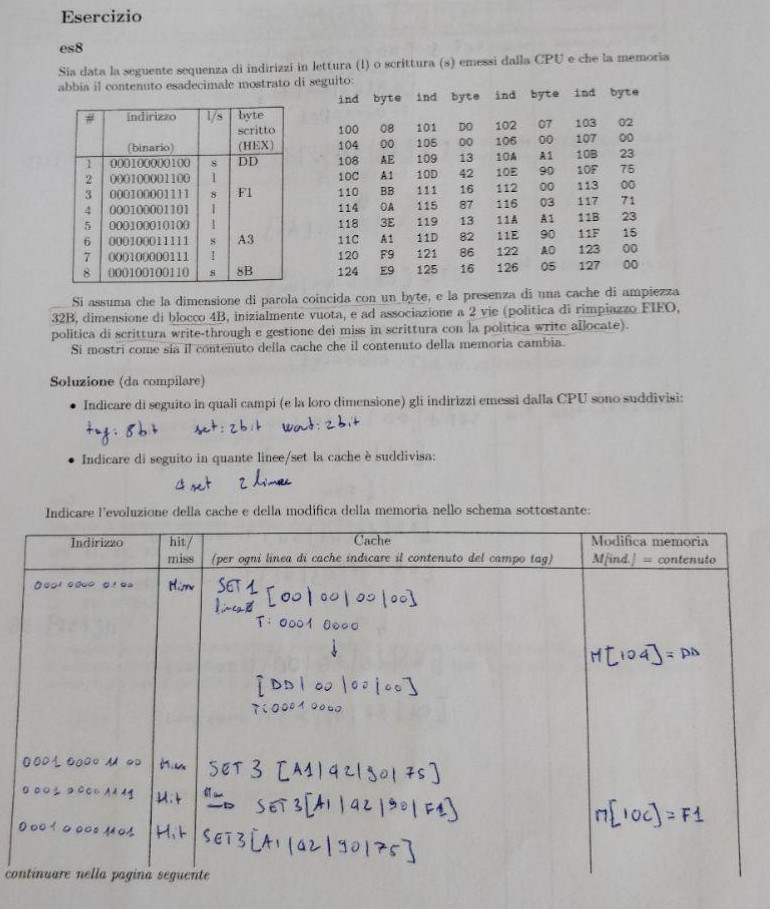 Esercizio
es8
Sia data la seguente sequenza di indirizzi in lettura (l) o scrittura (s) emessi dalla CPU e che la memoria
abbia il contenuto esadecimale mostrato di seguito:
# indirizzo (binario) l/s byte scritto (HEX)
1 000100000100 s DD
2 000100001100 l
3 000100001111 s F1
4 000100001101 l
5 000100010100 l
6 000100011111 s A3
7 000100000111 l
8 000100100110 s 8B
ind byte ind byte ind byte ind byte
100 08 101 D0 102 07 103 02
104 00 105 00 106 00 107 00
108 AE 109 13 10A A1 10B 23
10C A1 10D 42 10E 90 10F 75
110 BB 111 16 112 00 113 00
114 0A 115 87 116 03 117 71
118 3E 119 13 11A A1 11B 23
11C A1 11D 82 11E 90 11F 15
120 F9 121 86 122 A0 123 00
124 E9 125 16 126 05 127 00
Si assuma che la dimensione di parola coincida con un byte, e la presenza di una cache di ampiezza
32B, dimensione di blocco 4B, inizialmente vuota, e ad associazione a 2 vie (politica di rimpiazzo FIFO,
politica di scrittura write-through e gestione dei miss in scrittura con la politica write allocate).
Si mostri come sia il contenuto della cache che il contenuto della memoria cambia.
Soluzione (da compilare)
• Indicare di seguito in quali campi (e la loro dimensione) gli indirizzi emessi dalla CPU sono suddivisi:
tag: 8bit set: 2bit word: 2bit
• Indicare di seguito in quante linee/set la cache è suddivisa:
4 set 2 linee
Indicare l'evoluzione della cache e della modifica della memoria nello schema sottostante:
Indirizzo hit/ miss Cache (per ogni linea di cache indicare il contenuto del campo tag) Modifica memoria M[ind.] = contenuto
0001 0000 0100 Miss SET 1 [00|00|00|00]
linea0
T: 0001 0000
↓
M[104] = DD
[DD|00|00|00]
T: 0001 0000
0001 0000 11 00 Miss SET 3 [A1|42|90|75]
0001 0000 1111 Hit → SET 3[A1|42|90|F1] M[10C] = F1
0001 0000 1101 Hit SET3[A1|42|90|75]
continuare nella pagina seguente